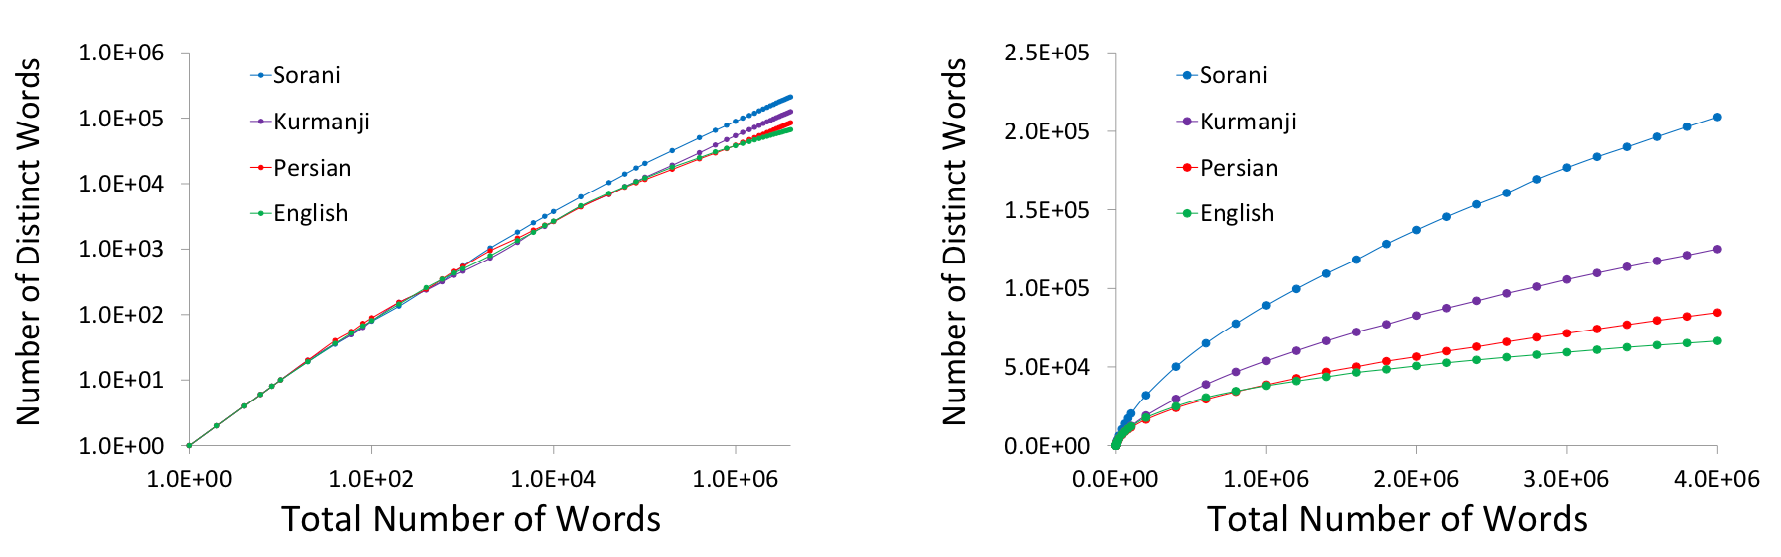 Number of Distinct Words
1.0E+06
1.0E+05
1.0E+04
1.0E+03
1.0E+02
1.0E+01
1.0E+00
Sorani
Kurmanji
Persian
English
1.0E+00 1.0E+02 1.0E+04 1.0E+06
Total Number of Words
Number of Distinct Words
2.5E+05
2.0E+05
1.5E+05
1.0E+05
5.0E+04
0.0E+00
Sorani
Kurmanji
Persian
English
0.0E+00 1.0E+06 2.0E+06 3.0E+06 4.0E+06
Total Number of Words